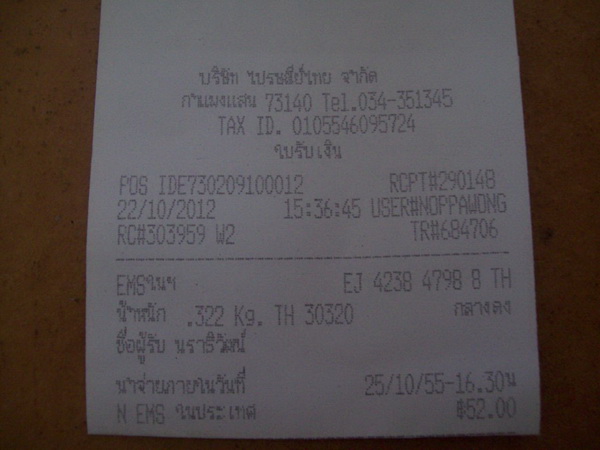 บริษัท ไปรษณีย์ไทย จำกัด
กำแพงแสน 73140 Tel.034-351345
TAX ID. 0105546095724
ใบรับเงิน
POS IDE730209100012 RCPT#290148
22/10/2012 15:36:45 USER#NOPPAWONG
RC#303959 W2 TR#684706
EMSในฯ EJ 4238 4798 8 TH
น้ำหนัก .322 Kg. TH 30320 กลางดง
ชื่อผู้รับ นราธิวัฒน์
นำจ่ายภายในวันที่ 25/10/55-16.30น
N EMS ในประเทศ ฿52.00